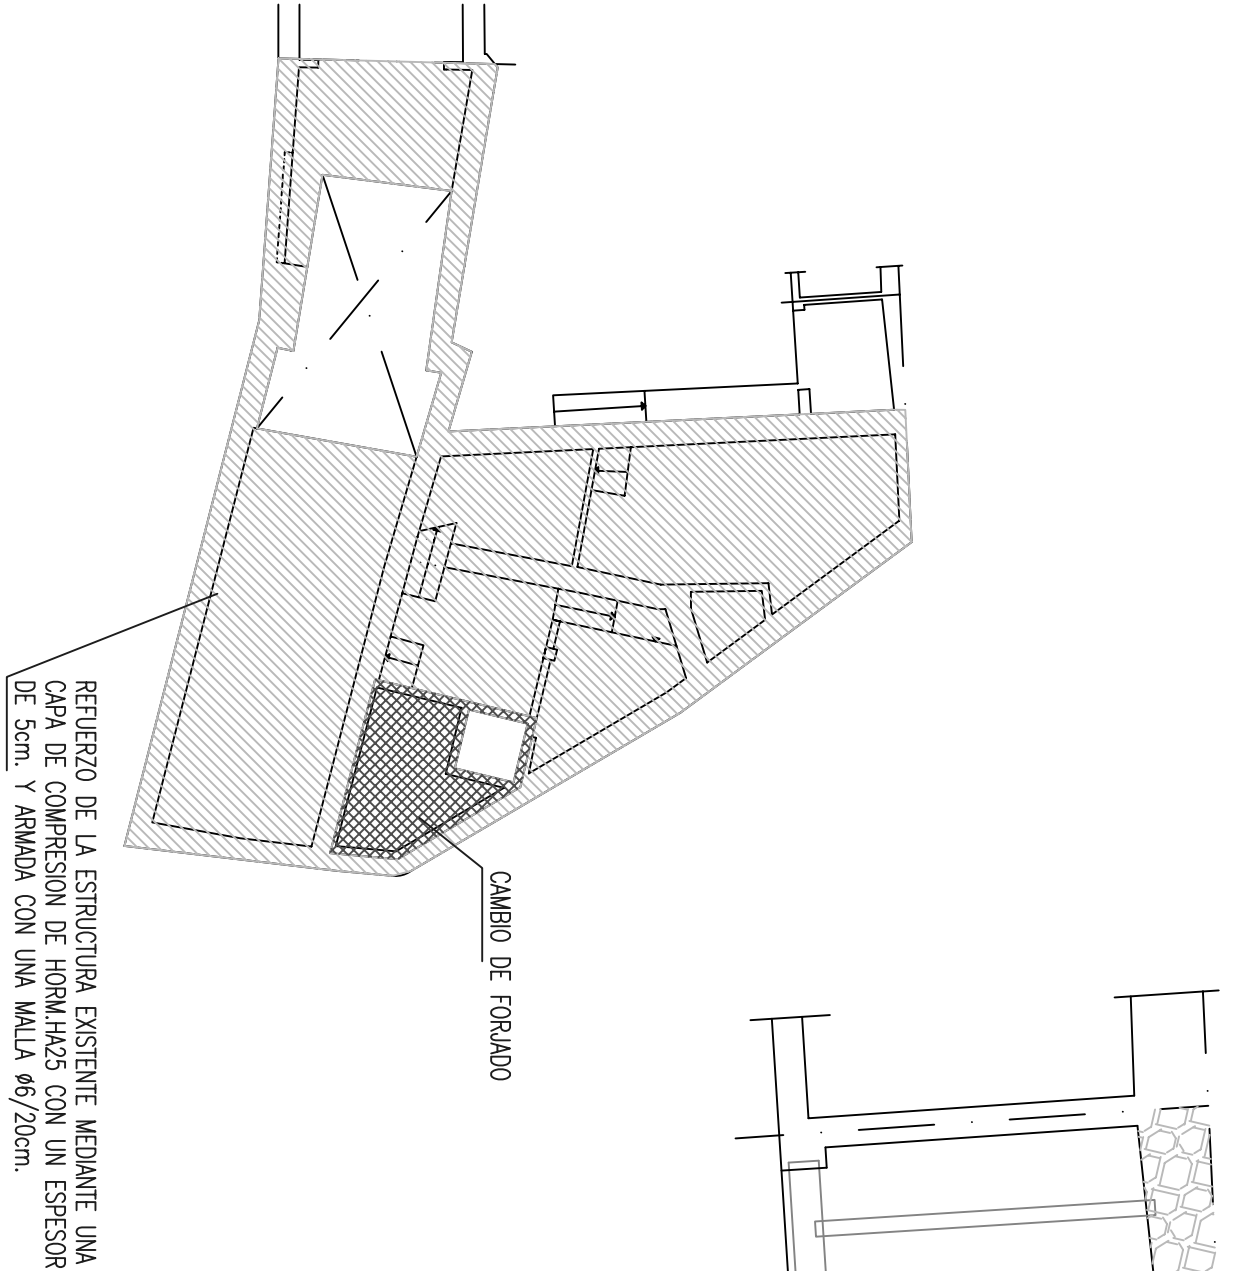 REFUERZO DE LA ESTRUCTURA EXISTENTE MEDIANTE UNA
CAPA DE COMPRESION DE HORM.HA25 CON UN ESPESOR
DE 5cm. Y ARMADA CON UNA MALLA ø6/20cm.
CAMBIO DE FORJADO